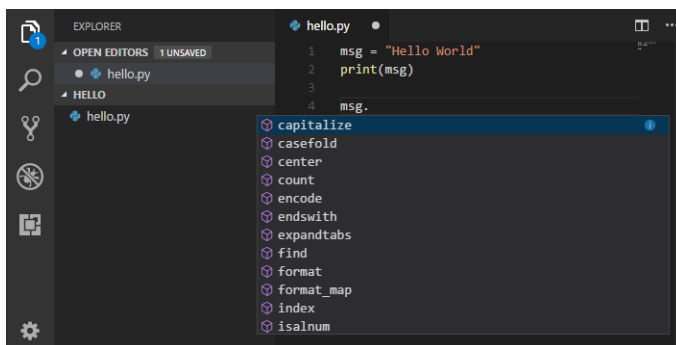 EXPLORER
OPEN EDITORS 1 UNSAVED
hello.py
HELLO
hello.py
1
hello.py
1 msg = "Hello World"
2 print(msg)
3
4 msg.
capitalize
casefold
center
count
encode
endswith
expandtabs
find
format
format_map
index
isalnum